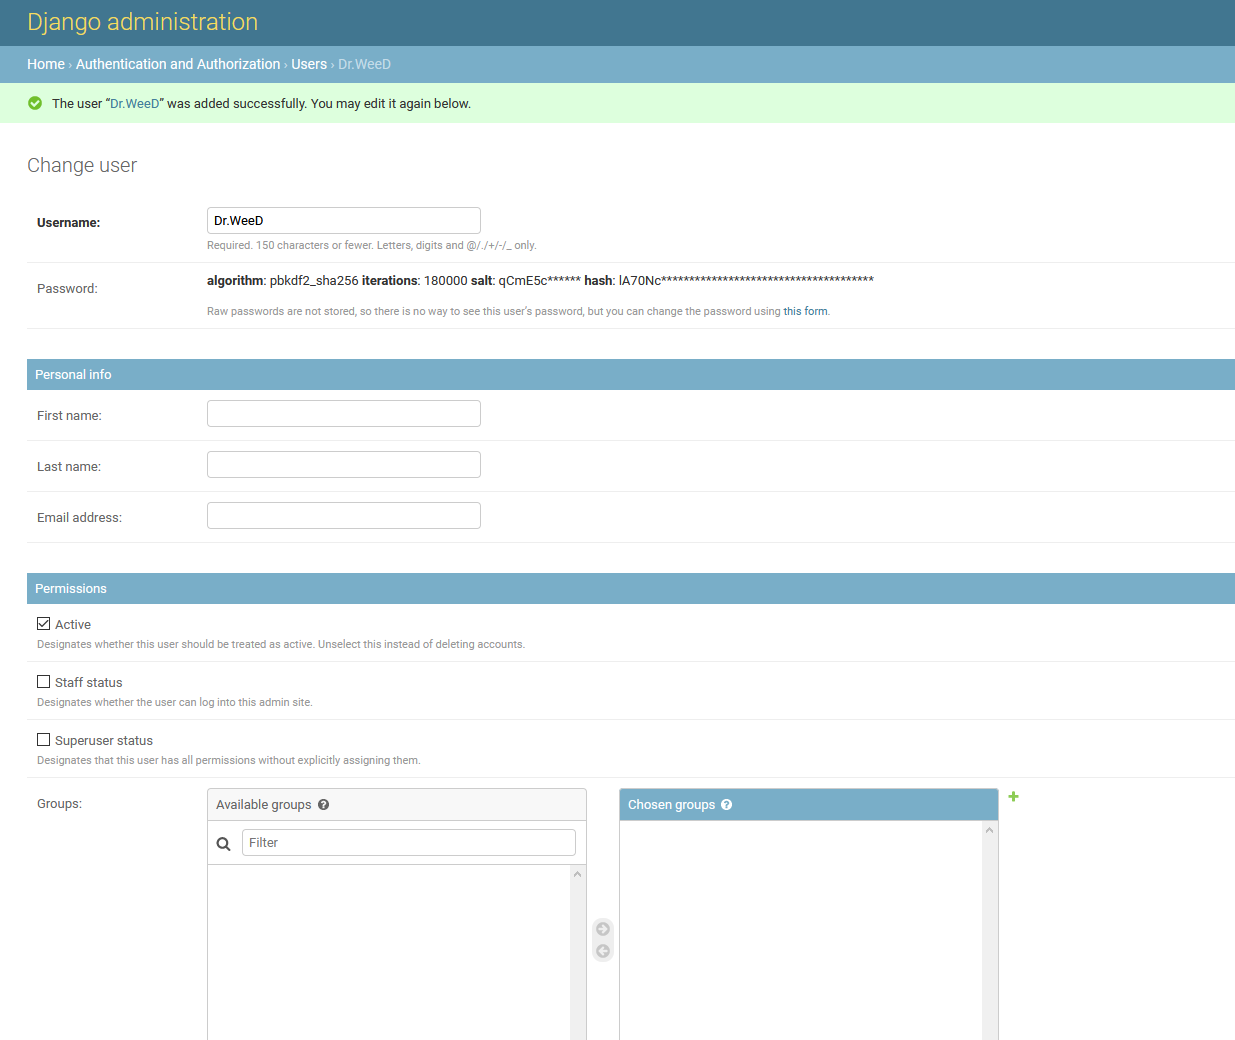 Django administration
Home › Authentication and Authorization › Users › Dr.WeeD
The user “Dr.WeeD” was added successfully. You may edit it again below.
Change user
Username: Dr.WeeD
Required. 150 characters or fewer. Letters, digits and @/./+/-/_ only.
Password: algorithm: pbkdf2_sha256 iterations: 180000 salt: qCmE5c****** hash: lA70Nc**************************************
Raw passwords are not stored, so there is no way to see this user’s password, but you can change the password using this form.
Personal info
First name:
Last name:
Email address:
Permissions
Active
Designates whether this user should be treated as active. Unselect this instead of deleting accounts.
Staff status
Designates whether the user can log into this admin site.
Superuser status
Designates that this user has all permissions without explicitly assigning them.
Groups: Available groups ? Chosen groups ?
Filter